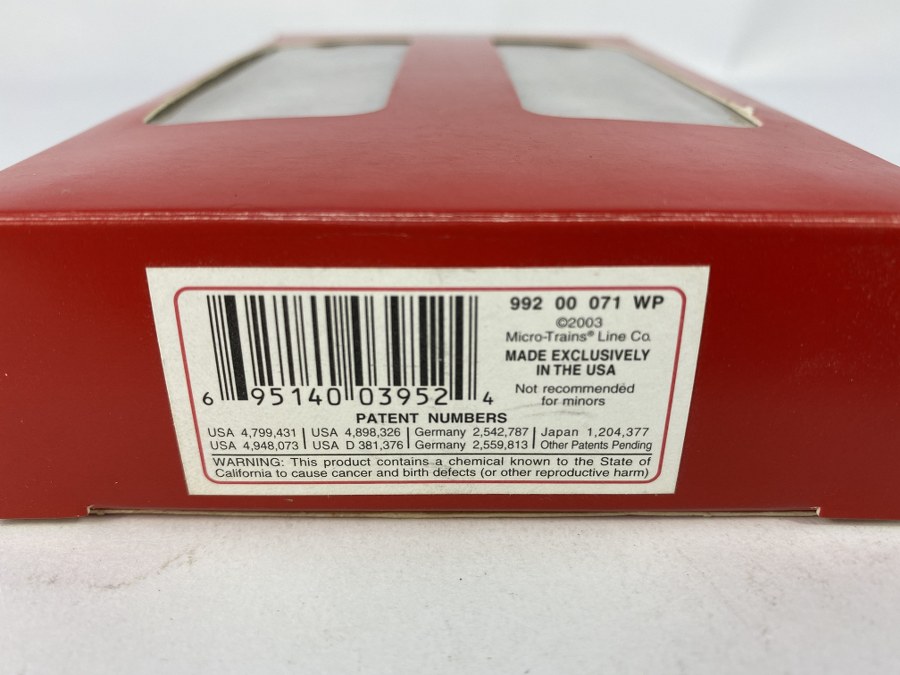 992 00 071 WP
©2003
Micro-Trains® Line Co.
MADE EXCLUSIVELY
IN THE USA
Not recommended
for minors
6 95140 03952 4
PATENT NUMBERS
USA 4,799,431 | USA 4,898,326 | Germany 2,542,787 | Japan 1,204,377
USA 4,948,073 | USA D 381,376 | Germany 2,559,813 | Other Patents Pending
WARNING: This product contains a chemical known to the State of
California to cause cancer and birth defects (or other reproductive harm)